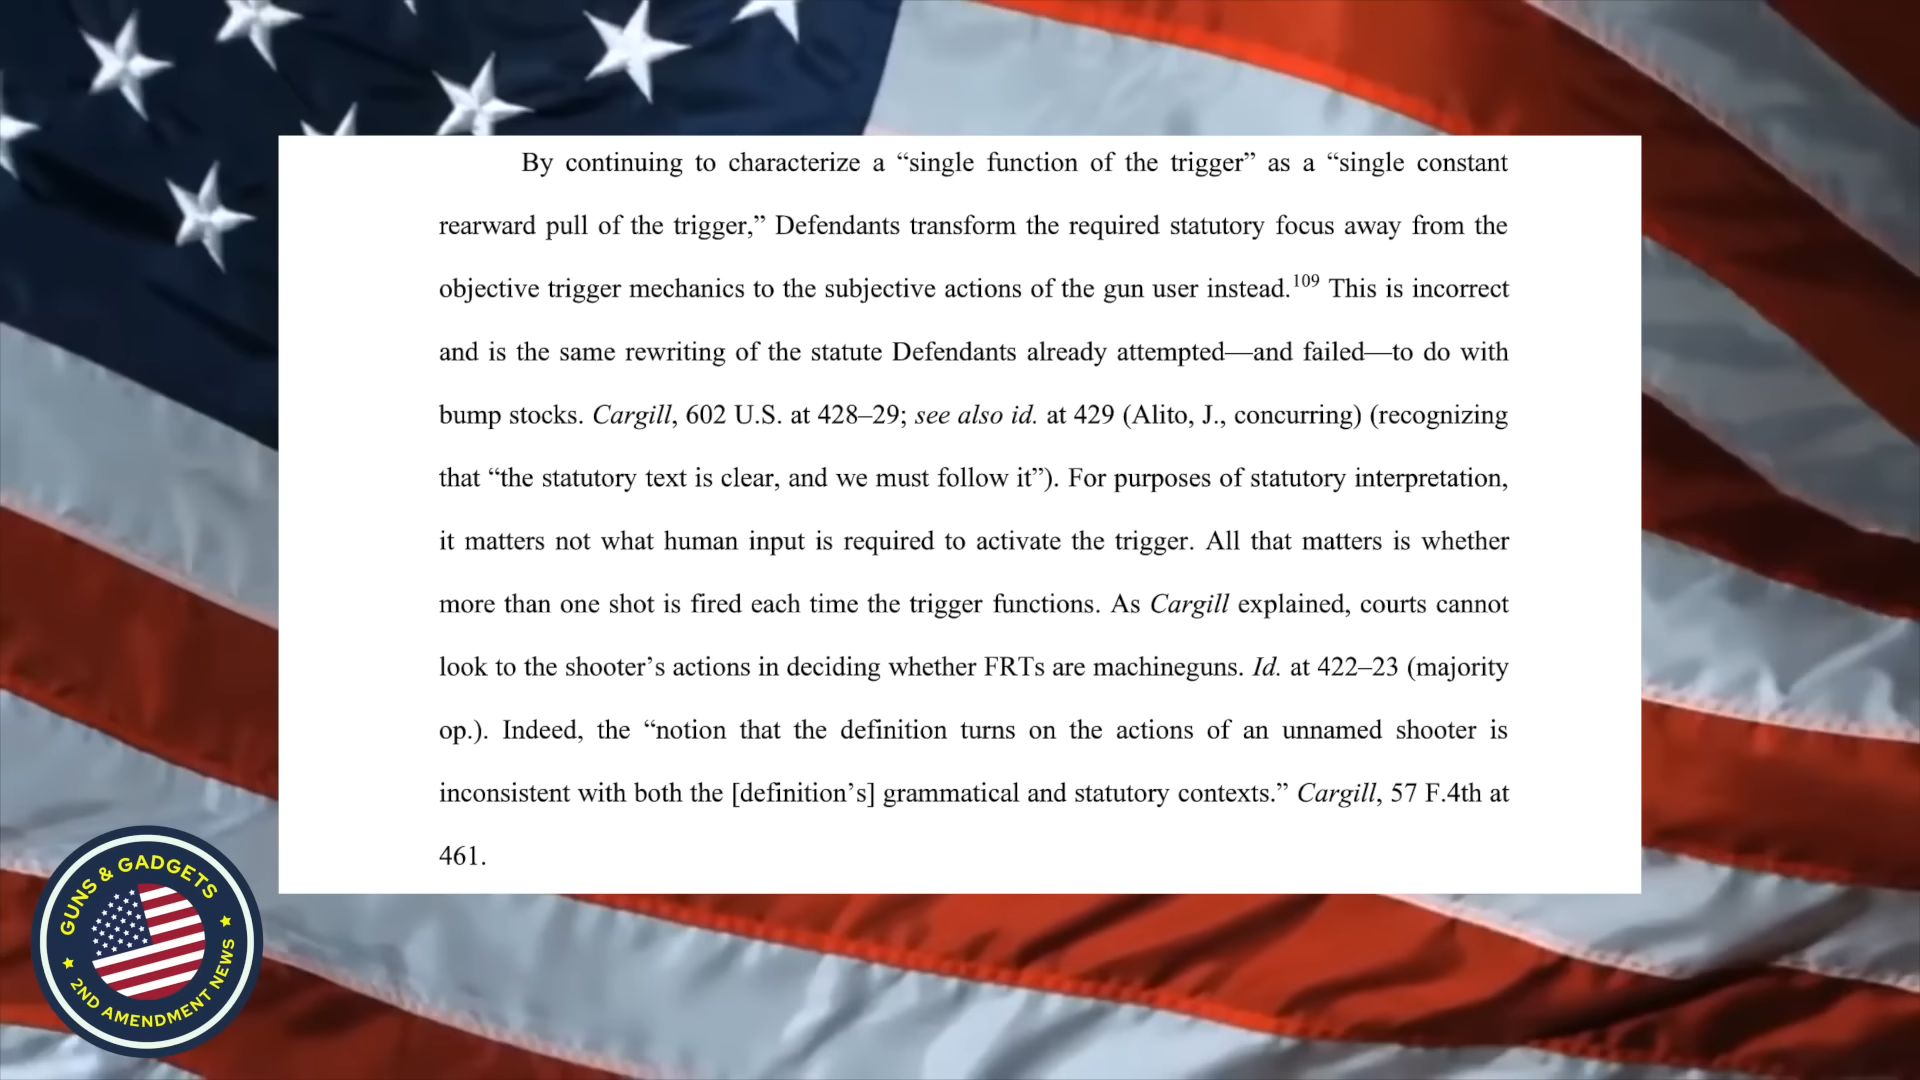 By continuing to characterize a “single function of the trigger” as a “single constant
rearward pull of the trigger,” Defendants transform the required statutory focus away from the
objective trigger mechanics to the subjective actions of the gun user instead.109 This is incorrect
and is the same rewriting of the statute Defendants already attempted—and failed—to do with
bump stocks. Cargill, 602 U.S. at 428–29; see also id. at 429 (Alito, J., concurring) (recognizing
that “the statutory text is clear, and we must follow it”). For purposes of statutory interpretation,
it matters not what human input is required to activate the trigger. All that matters is whether
more than one shot is fired each time the trigger functions. As Cargill explained, courts cannot
look to the shooter’s actions in deciding whether FRTs are machineguns. Id. at 422–23 (majority
op.). Indeed, the “notion that the definition turns on the actions of an unnamed shooter is
inconsistent with both the [definition’s] grammatical and statutory contexts.” Cargill, 57 F.4th at
461.
GUNS & GADGETS
2ND AMENDMENT NEWS